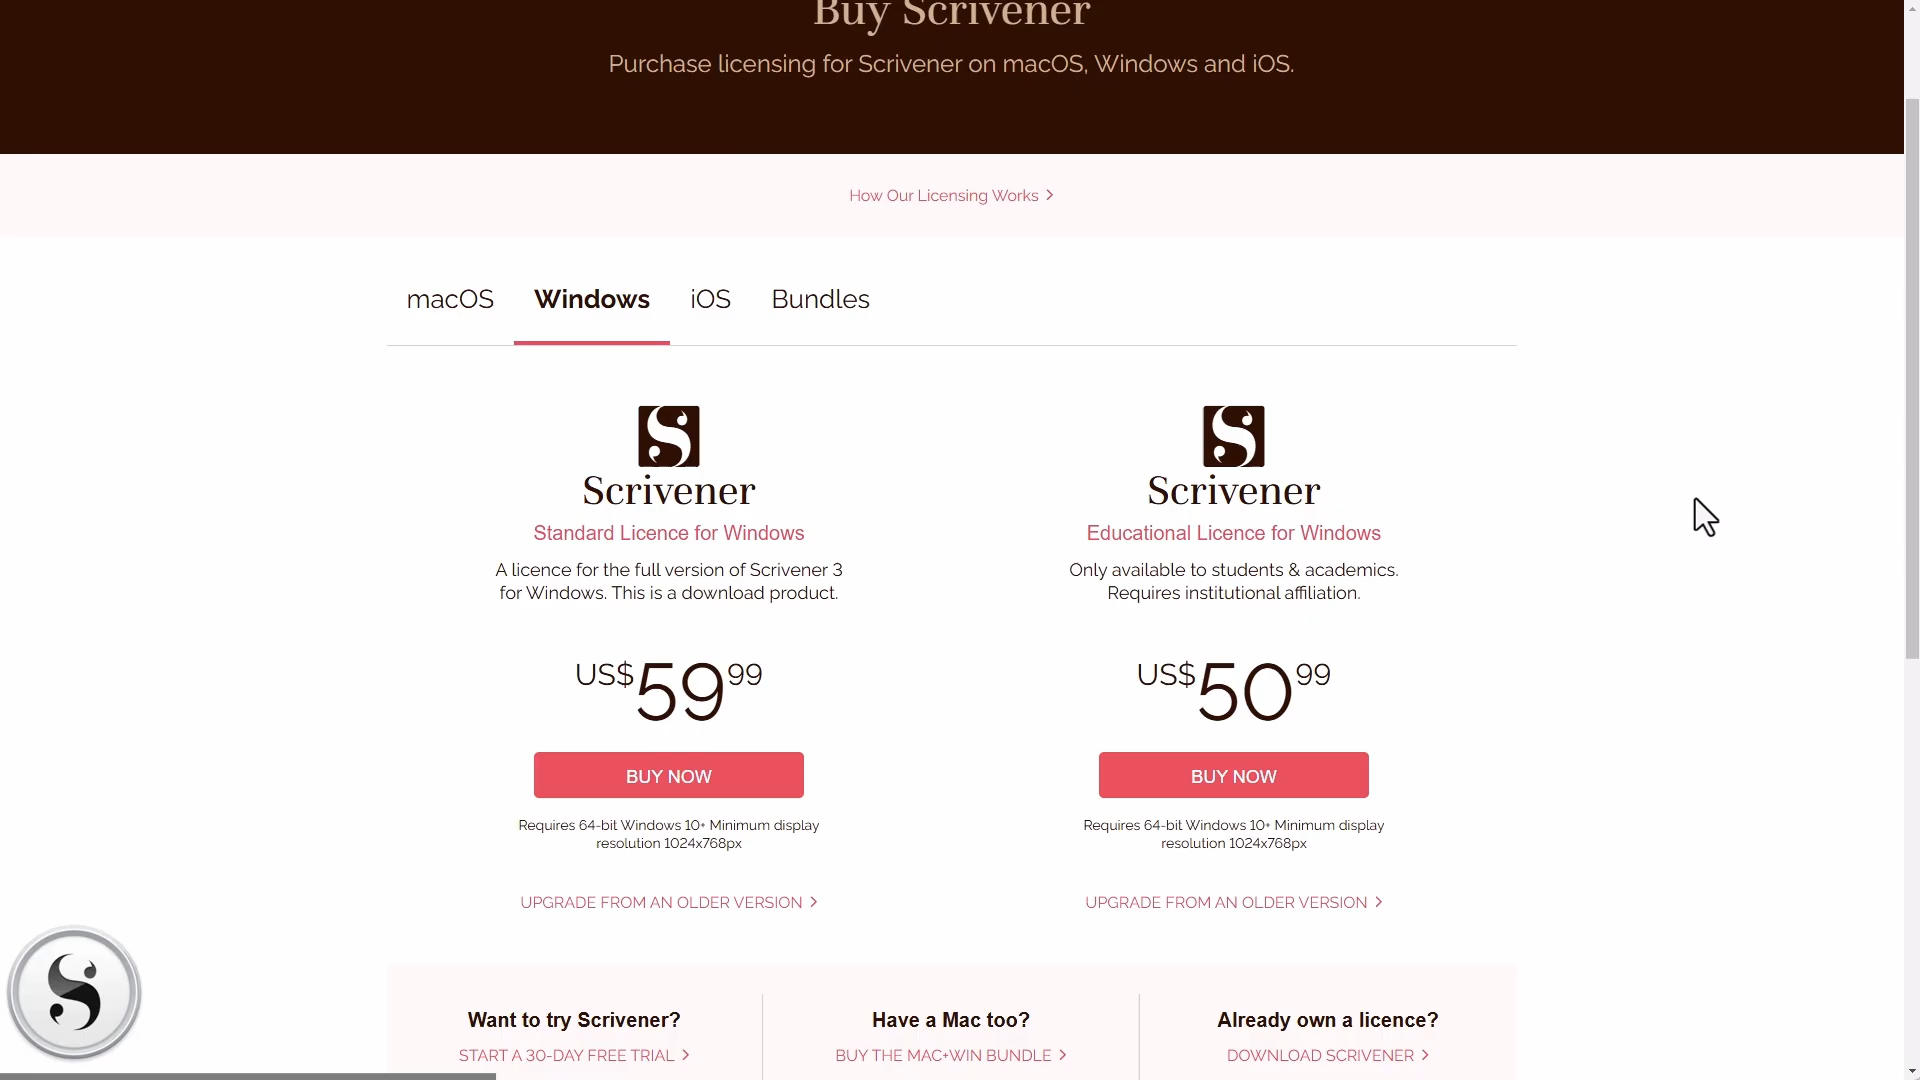 Buy Scrivener
Purchase licensing for Scrivener on macOS, Windows and iOS.
How Our Licensing Works
macOS Windows iOS Bundles
Scrivener
Standard Licence for Windows
A licence for the full version of Scrivener 3
for Windows. This is a download product.
US$59.99
BUY NOW
Requires 64-bit Windows 10+ Minimum display
resolution 1024x768px
UPGRADE FROM AN OLDER VERSION
Scrivener
Educational Licence for Windows
Only available to students & academics.
Requires institutional affiliation.
US$50.99
BUY NOW
Requires 64-bit Windows 10+ Minimum display
resolution 1024x768px
UPGRADE FROM AN OLDER VERSION
Want to try Scrivener?
START A 30-DAY FREE TRIAL
Have a Mac too?
BUY THE MAC+WIN BUNDLE
Already own a licence?
DOWNLOAD SCRIVENER